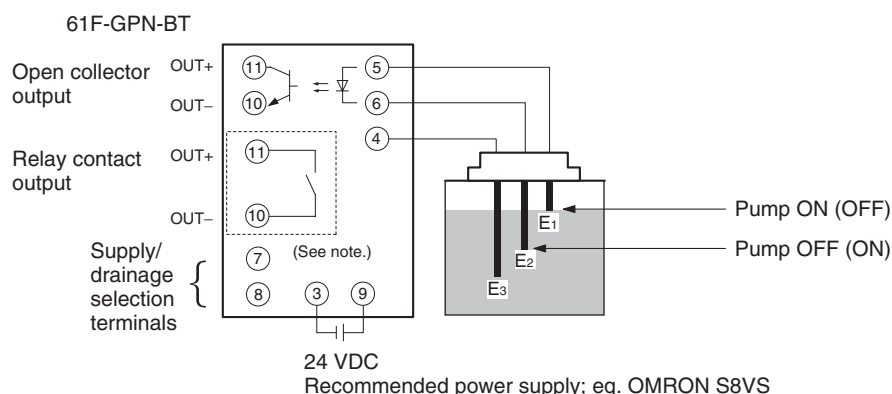 61F-GPN-BT
Open collector
output
OUT+
OUT–
11
10
5
6
4
Relay contact
output
OUT+
OUT–
11
10
Supply/
drainage
selection
terminals
7
8
(See note.)
3
9
24 VDC
Recommended power supply; eg. OMRON S8VS
E1
E2
E3
Pump ON (OFF)
Pump OFF (ON)